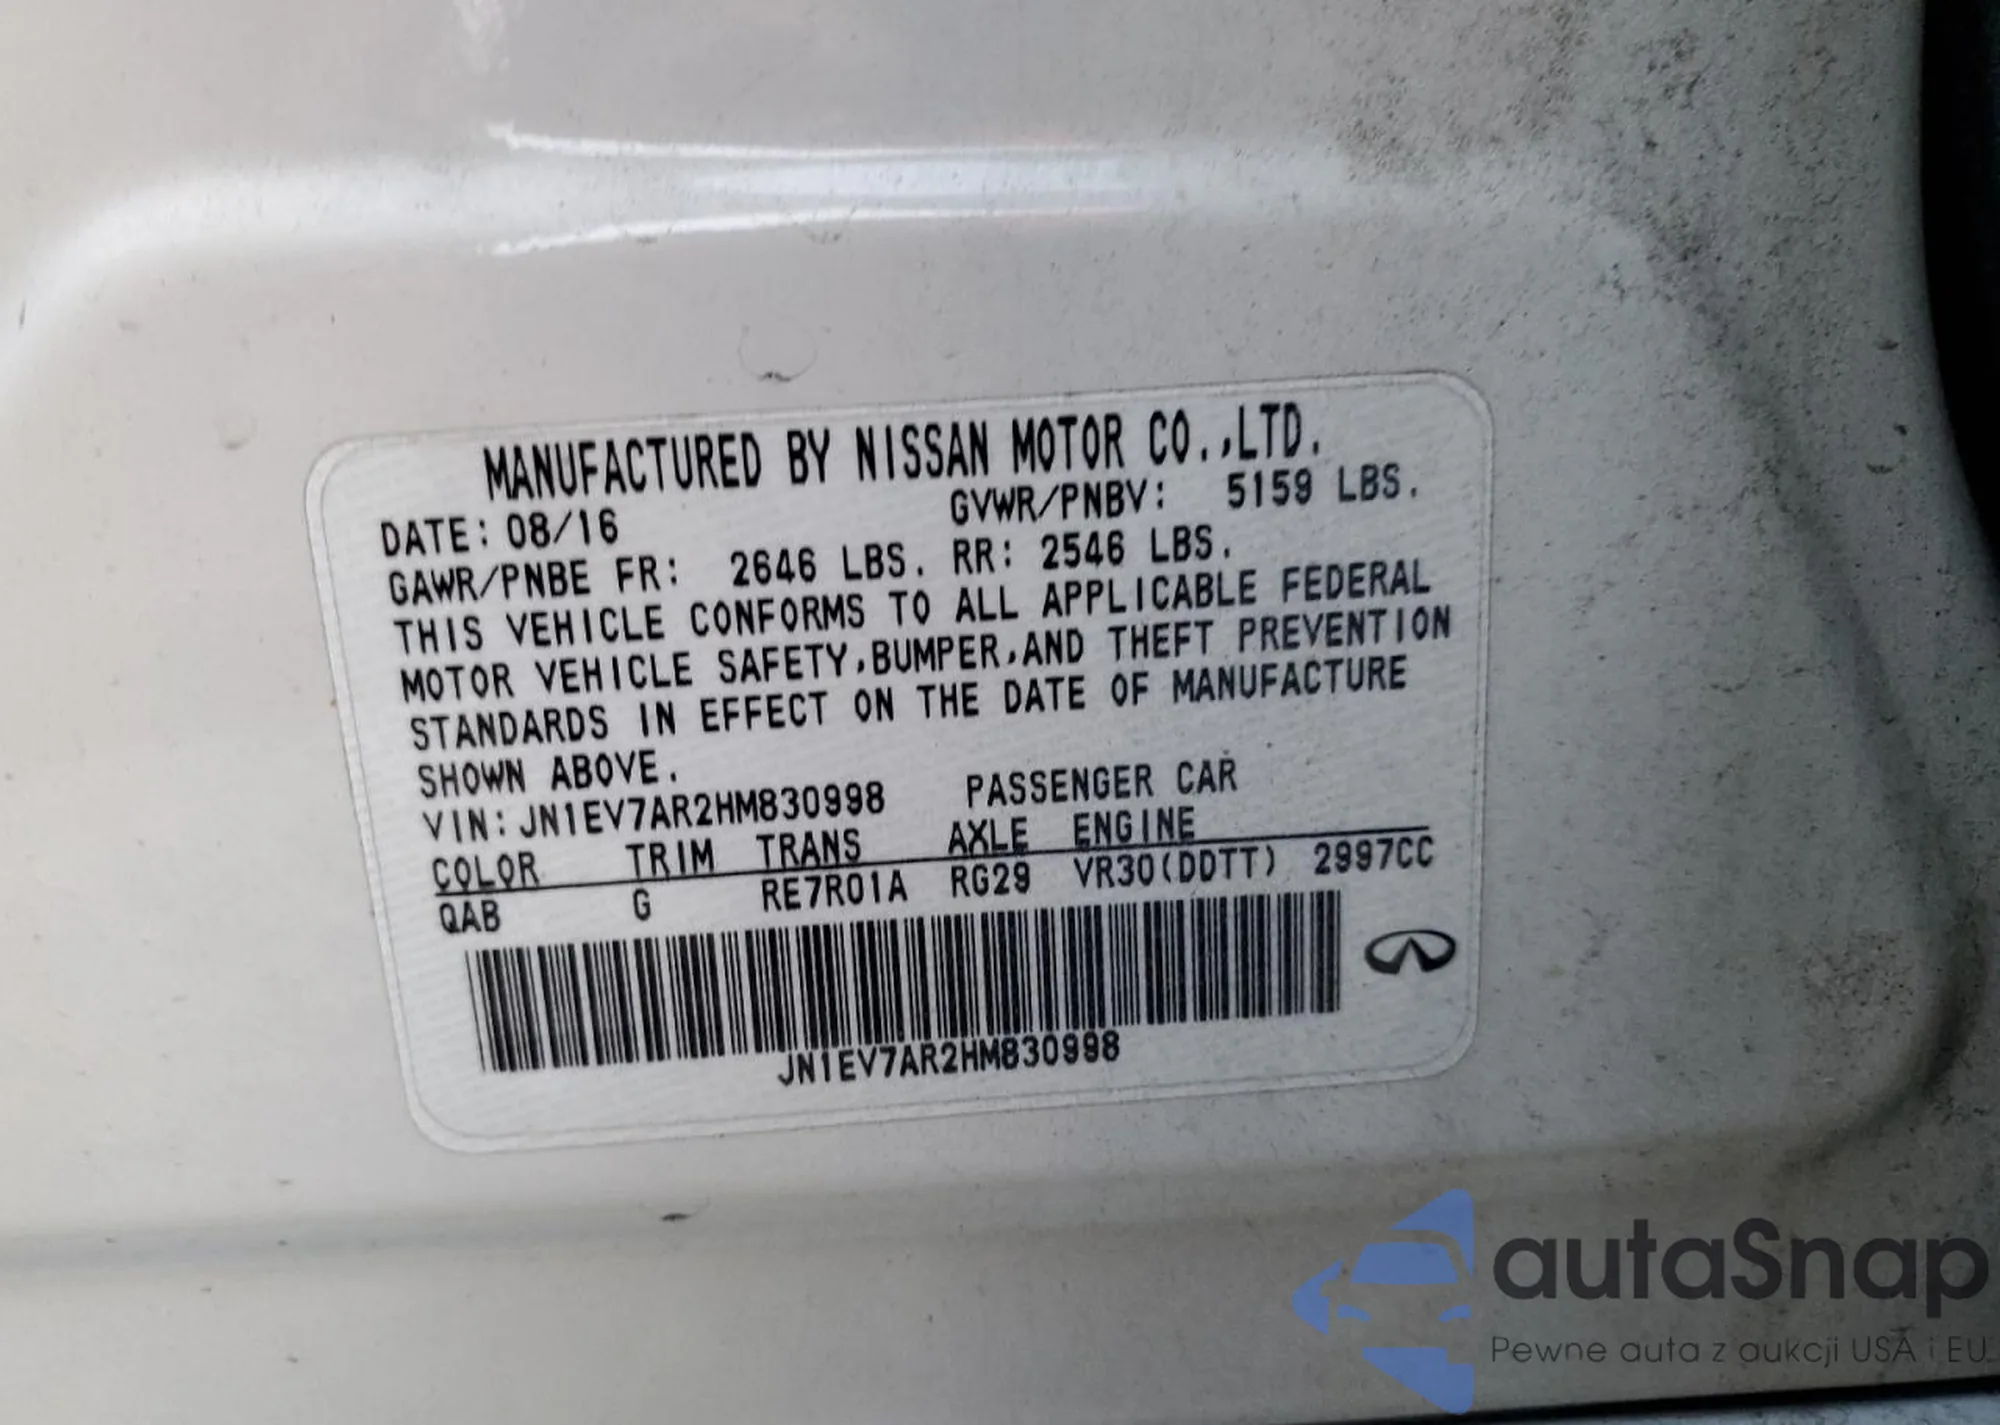 MANUFACTURED BY NISSAN MOTOR CO.,LTD.
DATE: 08/16 GVWR/PNBV: 5159 LBS.
GAWR/PNBE FR: 2646 LBS. RR: 2546 LBS.
THIS VEHICLE CONFORMS TO ALL APPLICABLE FEDERAL
MOTOR VEHICLE SAFETY,BUMPER,AND THEFT PREVENTION
STANDARDS IN EFFECT ON THE DATE OF MANUFACTURE
SHOWN ABOVE.
VIN: JN1EV7AR2HM830998 PASSENGER CAR
COLOR TRIM TRANS AXLE ENGINE
QAB G RE7R01A RG29 VR30(DDTT) 2997CC
JN1EV7AR2HM830998
autaSnap
Pewne auta z aukcji USA i EU